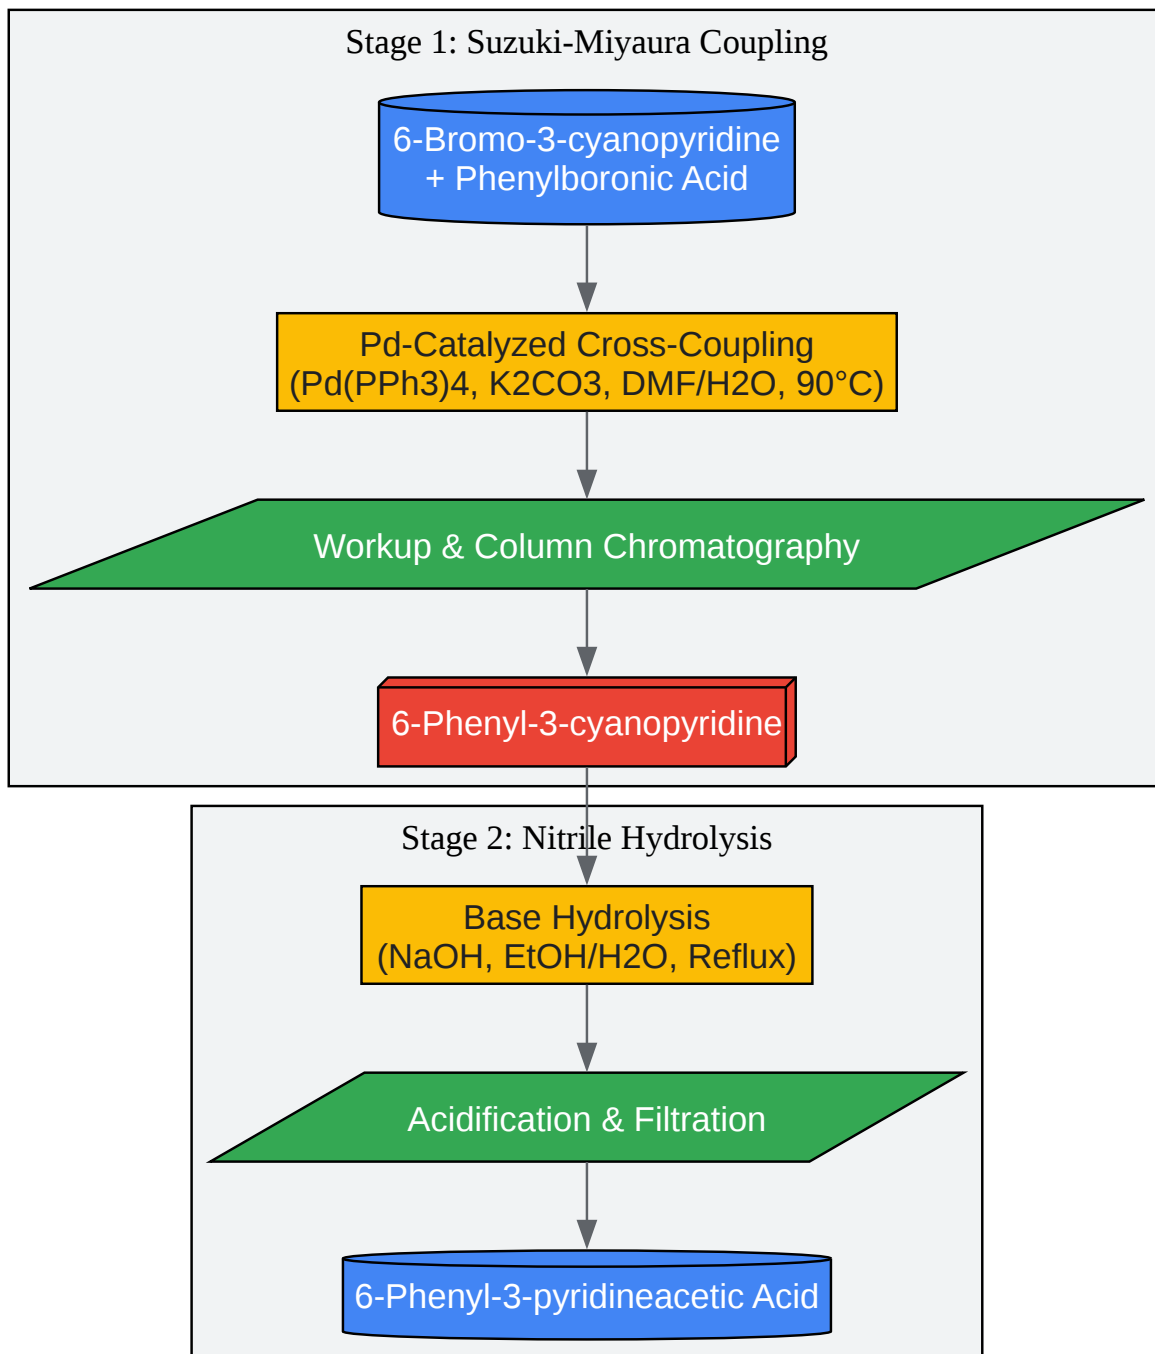 Stage 1: Suzuki-Miyaura Coupling
6-Bromo-3-cyanopyridine
+ Phenylboronic Acid
Pd-Catalyzed Cross-Coupling
(Pd(PPh3)4, K2CO3, DMF/H2O, 90°C)
Workup & Column Chromatography
6-Phenyl-3-cyanopyridine
Stage 2: Nitrile Hydrolysis
Base Hydrolysis
(NaOH, EtOH/H2O, Reflux)
Acidification & Filtration
6-Phenyl-3-pyridineacetic Acid